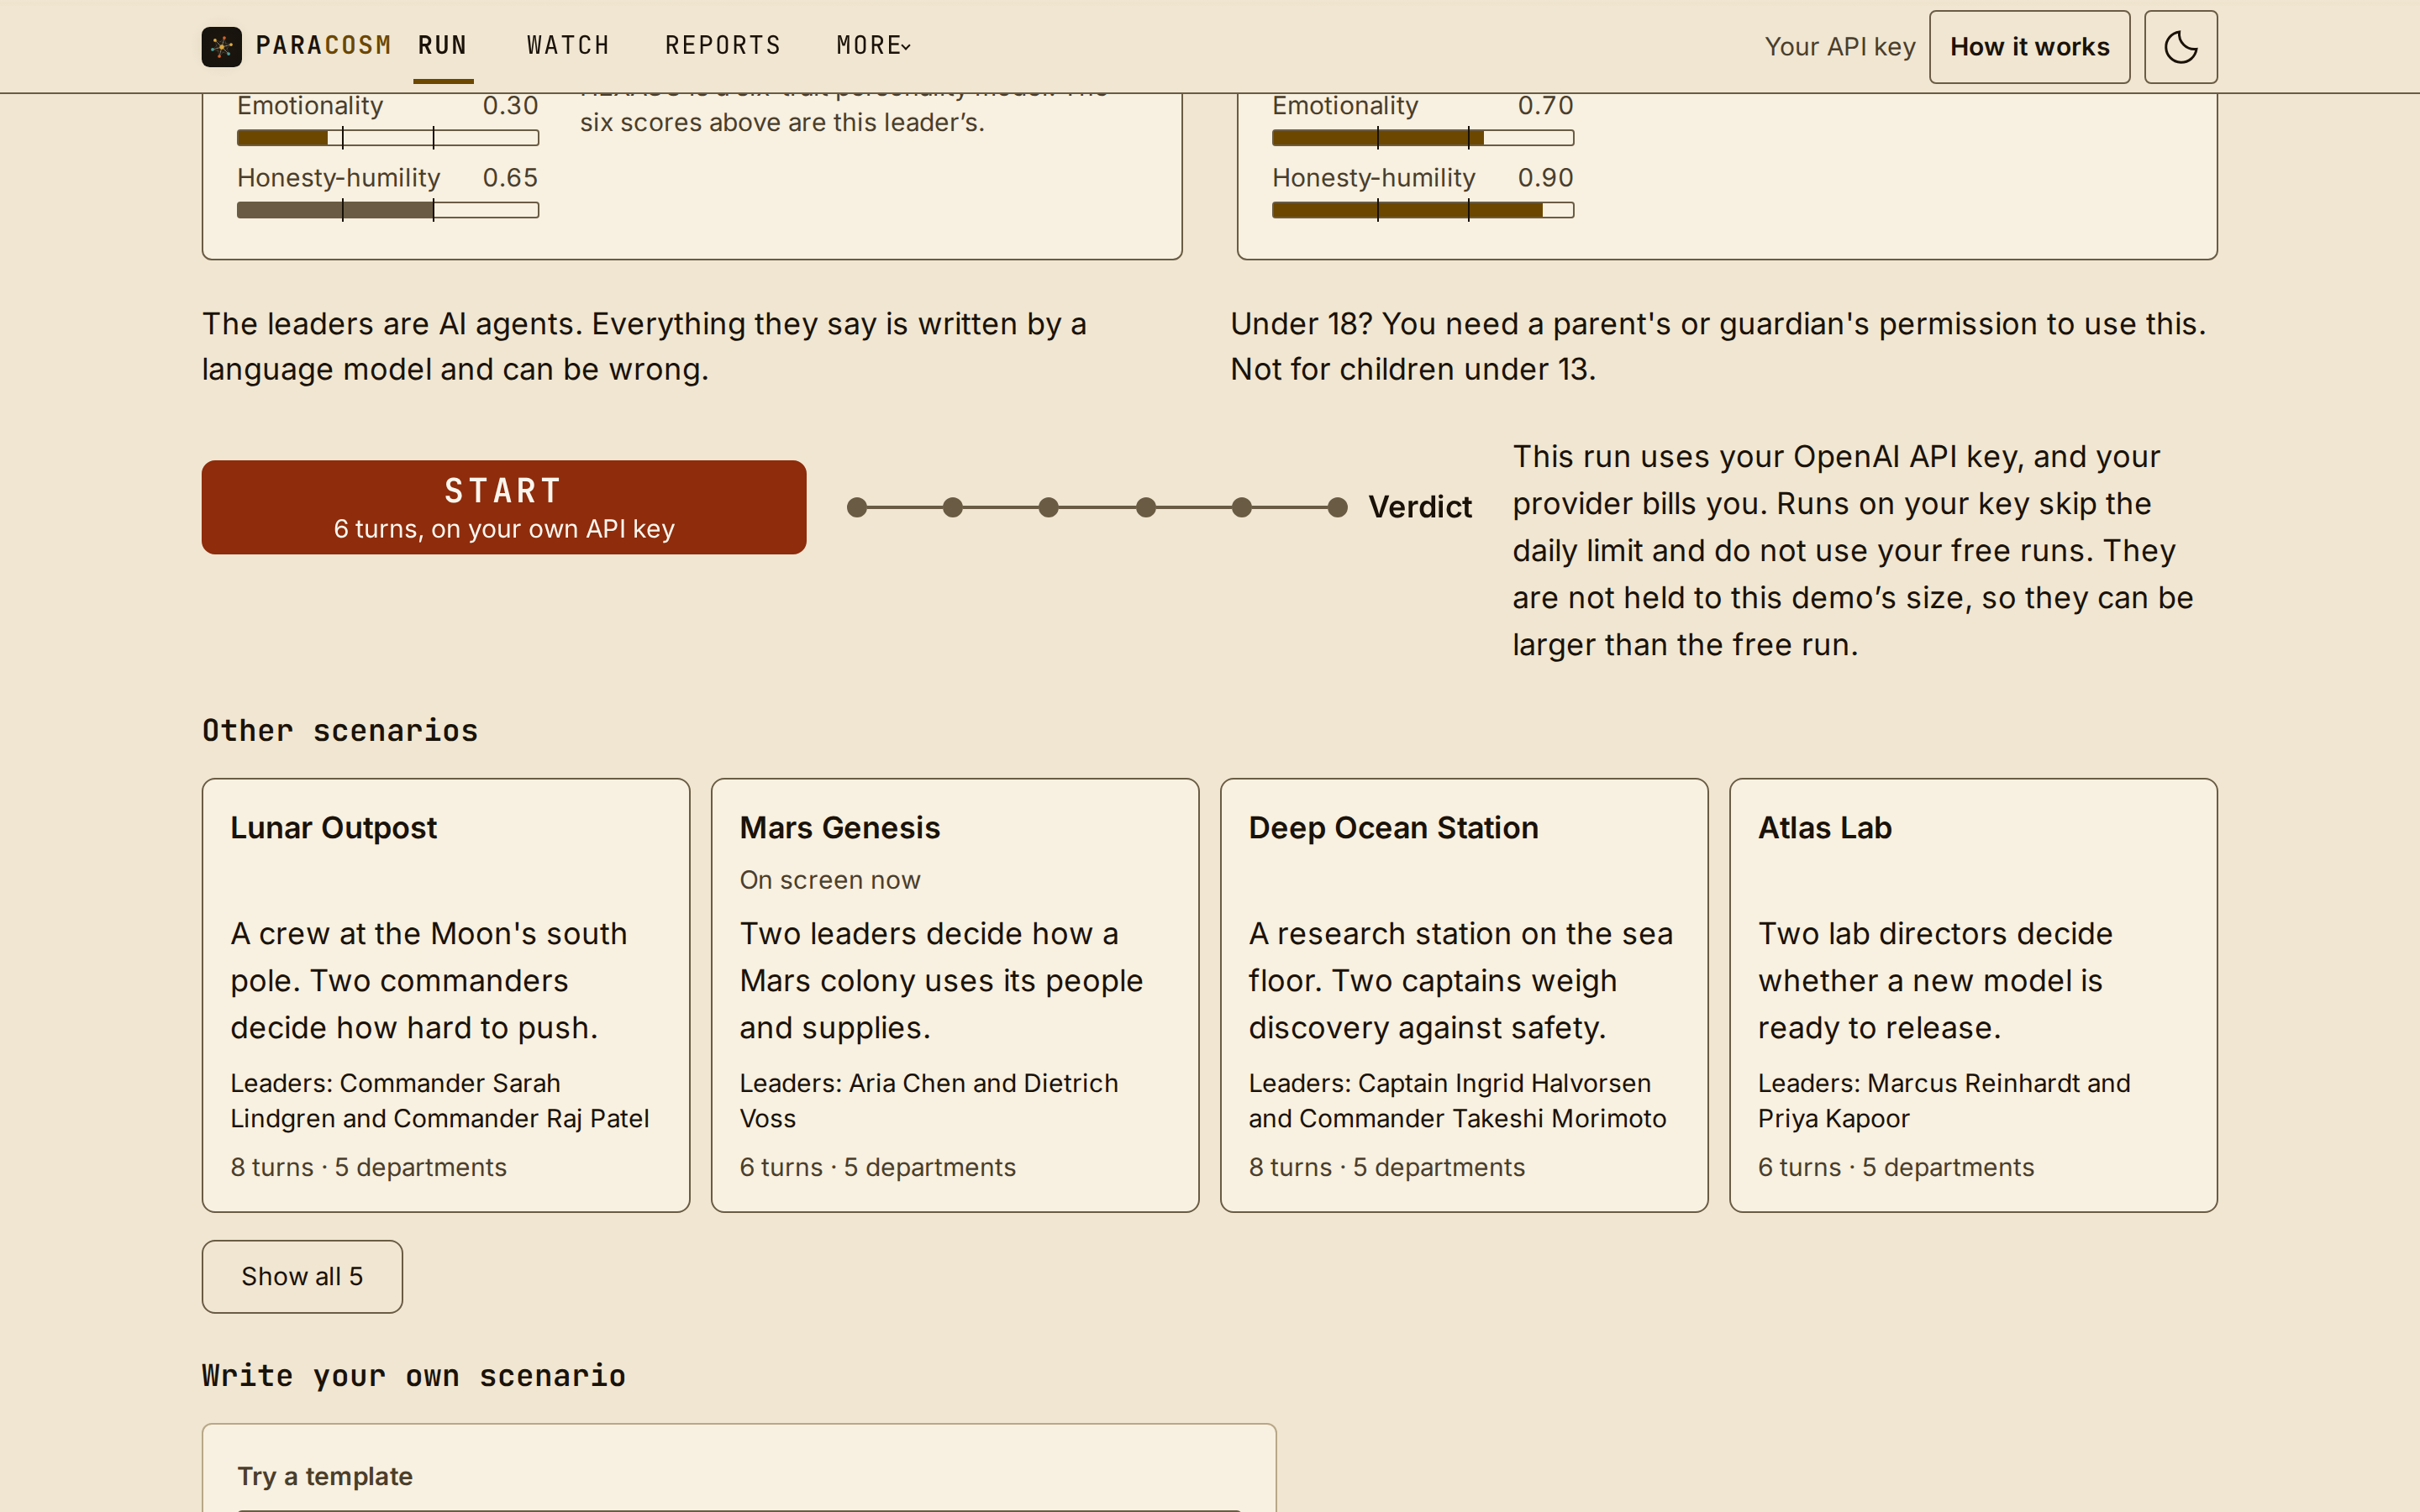 PARACOSM
RUN
WATCH
REPORTS
MORE
Your API key
How it works
Emotionality 0.30
six scores above are this leader’s.
Honesty-humility 0.65
Emotionality 0.70
Honesty-humility 0.90
The leaders are AI agents. Everything they say is written by a
language model and can be wrong.
Under 18? You need a parent's or guardian's permission to use this.
Not for children under 13.
START
6 turns, on your own API key
Verdict
This run uses your OpenAI API key, and your
provider bills you. Runs on your key skip the
daily limit and do not use your free runs. They
are not held to this demo’s size, so they can be
larger than the free run.
Other scenarios
Lunar Outpost
A crew at the Moon's south
pole. Two commanders
decide how hard to push.
Leaders: Commander Sarah
Lindgren and Commander Raj Patel
8 turns · 5 departments
Mars Genesis
On screen now
Two leaders decide how a
Mars colony uses its people
and supplies.
Leaders: Aria Chen and Dietrich
Voss
6 turns · 5 departments
Deep Ocean Station
A research station on the sea
floor. Two captains weigh
discovery against safety.
Leaders: Captain Ingrid Halvorsen
and Commander Takeshi Morimoto
8 turns · 5 departments
Atlas Lab
Two lab directors decide
whether a new model is
ready to release.
Leaders: Marcus Reinhardt and
Priya Kapoor
6 turns · 5 departments
Show all 5
Write your own scenario
Try a template